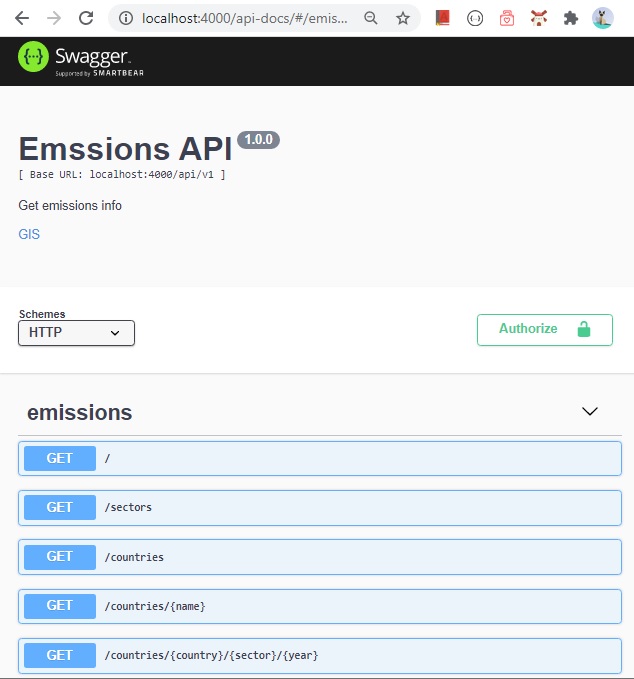 localhost:4000/api-docs/#/emis...
Swagger
Supported by SMARTBEAR
Emssions API 1.0.0
[ Base URL: localhost:4000/api/v1 ]
Get emissions info
GIS
Schemes
HTTP
Authorize
emissions
GET /
GET /sectors
GET /countries
GET /countries/{name}
GET /countries/{country}/{sector}/{year}